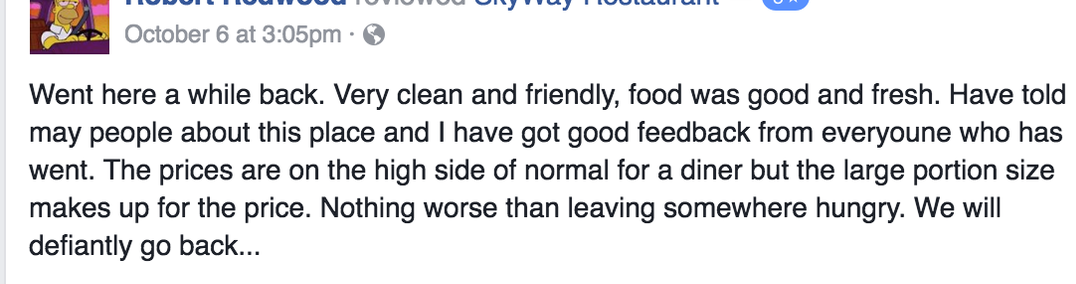 Robert Redwood reviewed SkyWay Restaurant
October 6 at 3:05pm ·
Went here a while back. Very clean and friendly, food was good and fresh. Have told
may people about this place and I have got good feedback from everyoune who has
went. The prices are on the high side of normal for a diner but the large portion size
makes up for the price. Nothing worse than leaving somewhere hungry. We will
defiantly go back...